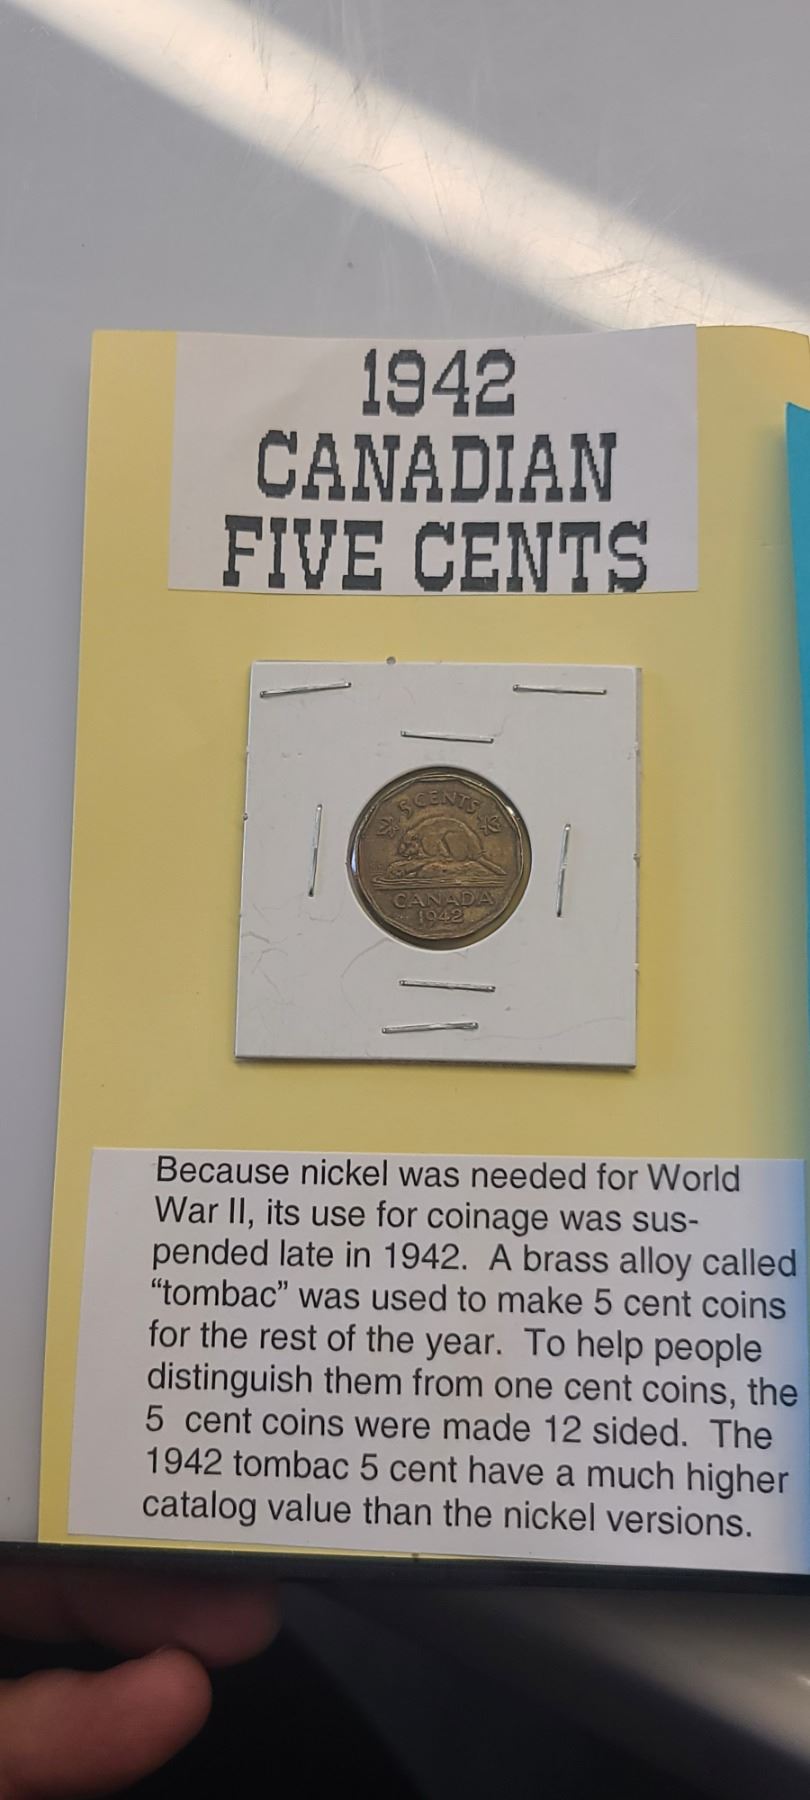 1942
CANADIAN
FIVE CENTS
5 CENTS
CANADA
1942
Because nickel was needed for World
War II, its use for coinage was sus-
pended late in 1942.  A brass alloy called
“tombac” was used to make 5 cent coins
for the rest of the year.  To help people
distinguish them from one cent coins, the
5  cent coins were made 12 sided.  The
1942 tombac 5 cent have a much higher
catalog value than the nickel versions.